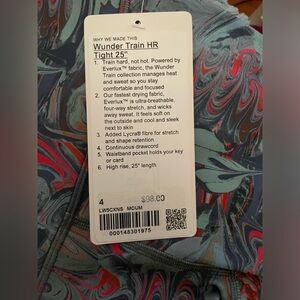 WHY WE MADE THIS
Wunder Train HR
Tight 25"
1. Train hard, not hot. Powered by
Everlux™ fabric, the Wunder
Train collection manages heat
and sweat so you stay
comfortable and focused
2. Our fastest drying fabric,
Everlux™ is ultra-breathable,
four-way stretch, and wicks
away sweat. It feels soft on
the outside and cool and sleek
next to skin
3. Added Lycra® fibre for stretch
and shape retention
4. Continuous drawcord
5. Waistband pocket holds your key
or card
6. High rise, 25" length
4
$98.00
LW5CXNS MOUM
000148301975